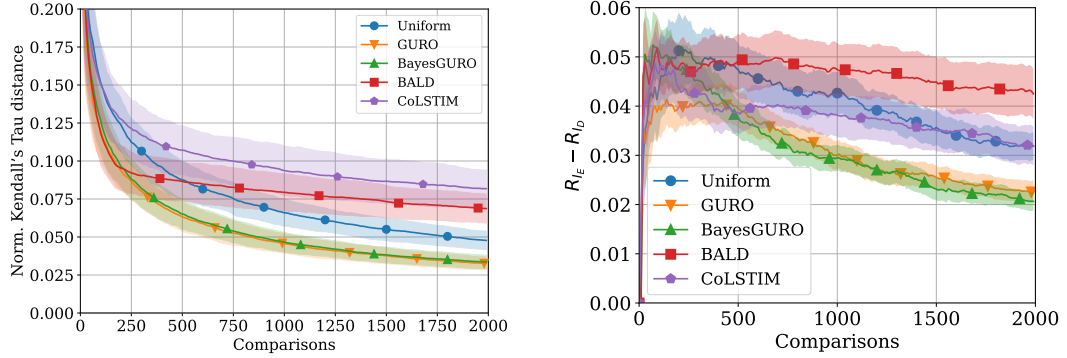 Norm. Kendall's Tau distance
0.200
0.175
0.150
0.125
0.100
0.075
0.050
0.025
0.000
0 250 500 750 1000 1250 1500 1750 2000
Comparisons
Uniform
GURO
BayesGURO
BALD
CoLSTIM
R_{I_E} − R_{I_D}
0.06
0.05
0.04
0.03
0.02
0.01
0.00
0 500 1000 1500 2000
Comparisons
Uniform
GURO
BayesGURO
BALD
CoLSTIM